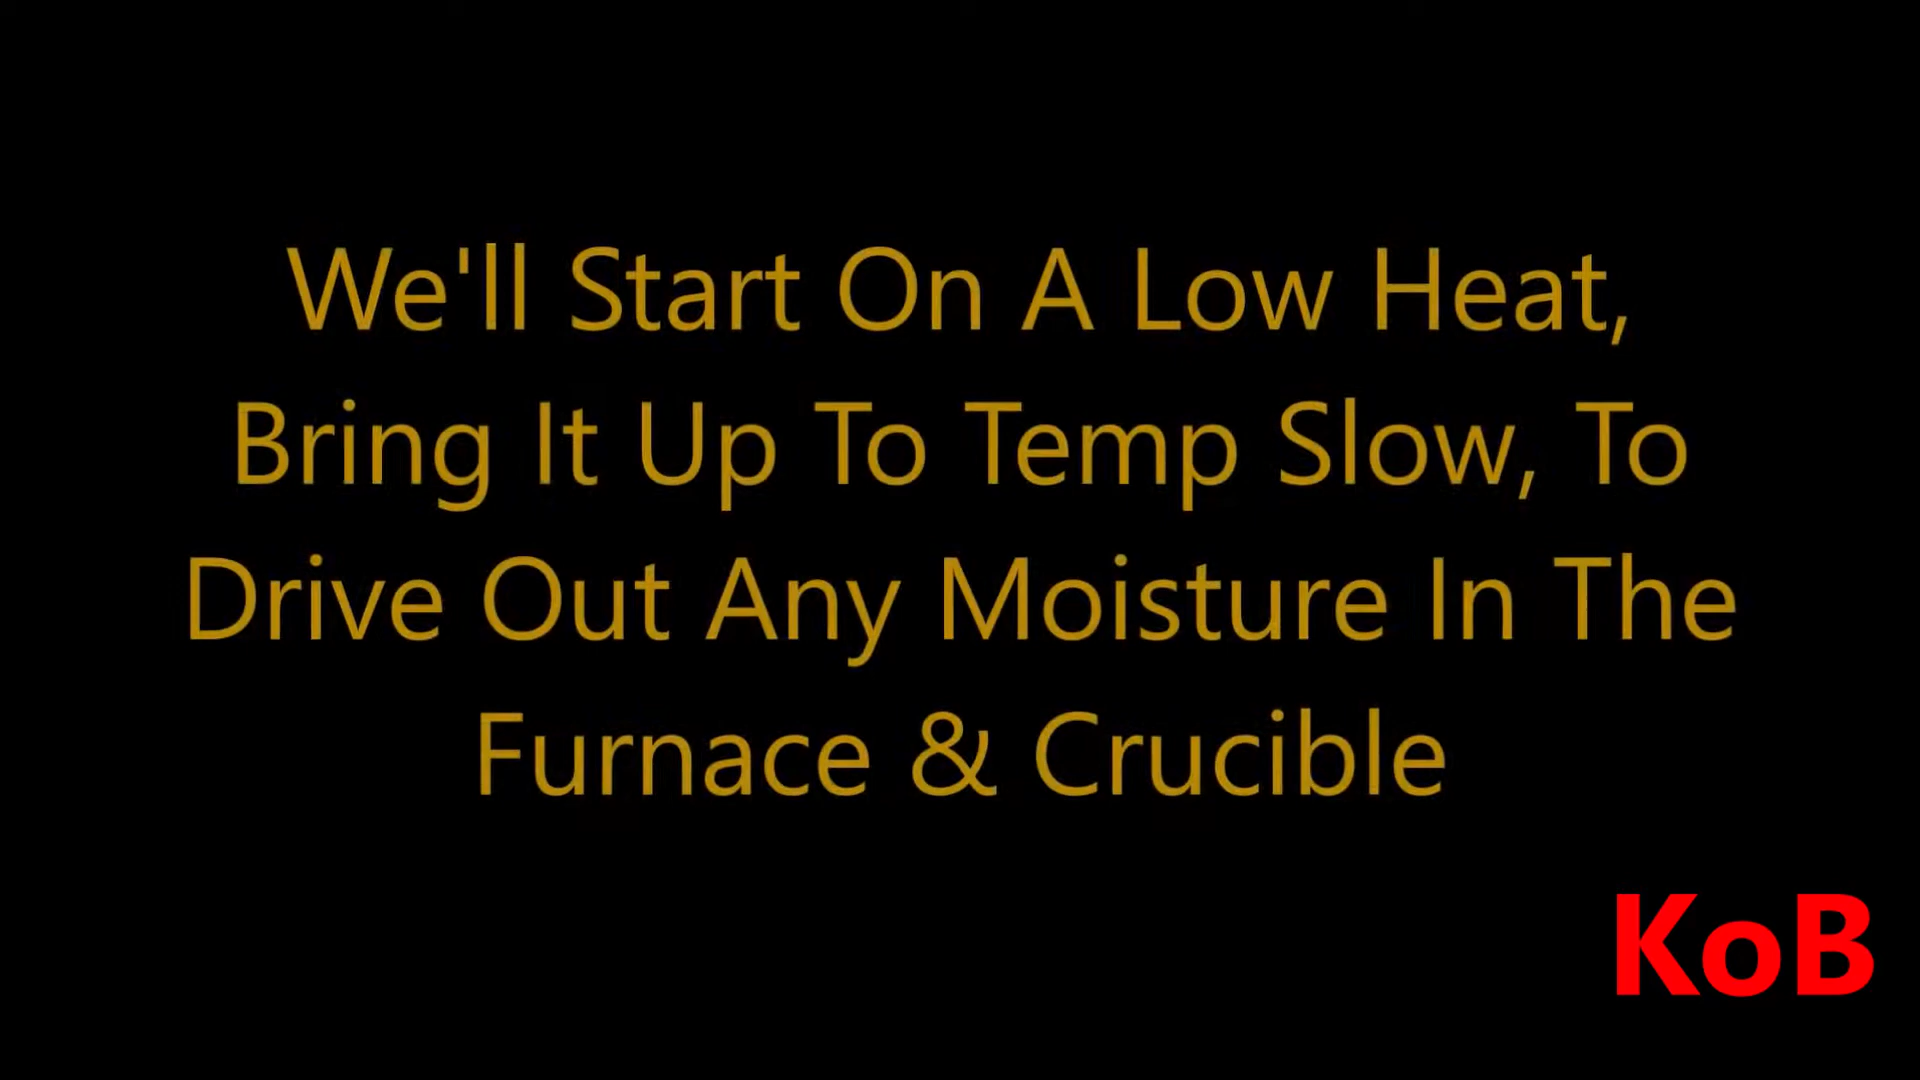 We'll Start On A Low Heat,
Bring It Up To Temp Slow, To
Drive Out Any Moisture In The
Furnace & Crucible
KoB